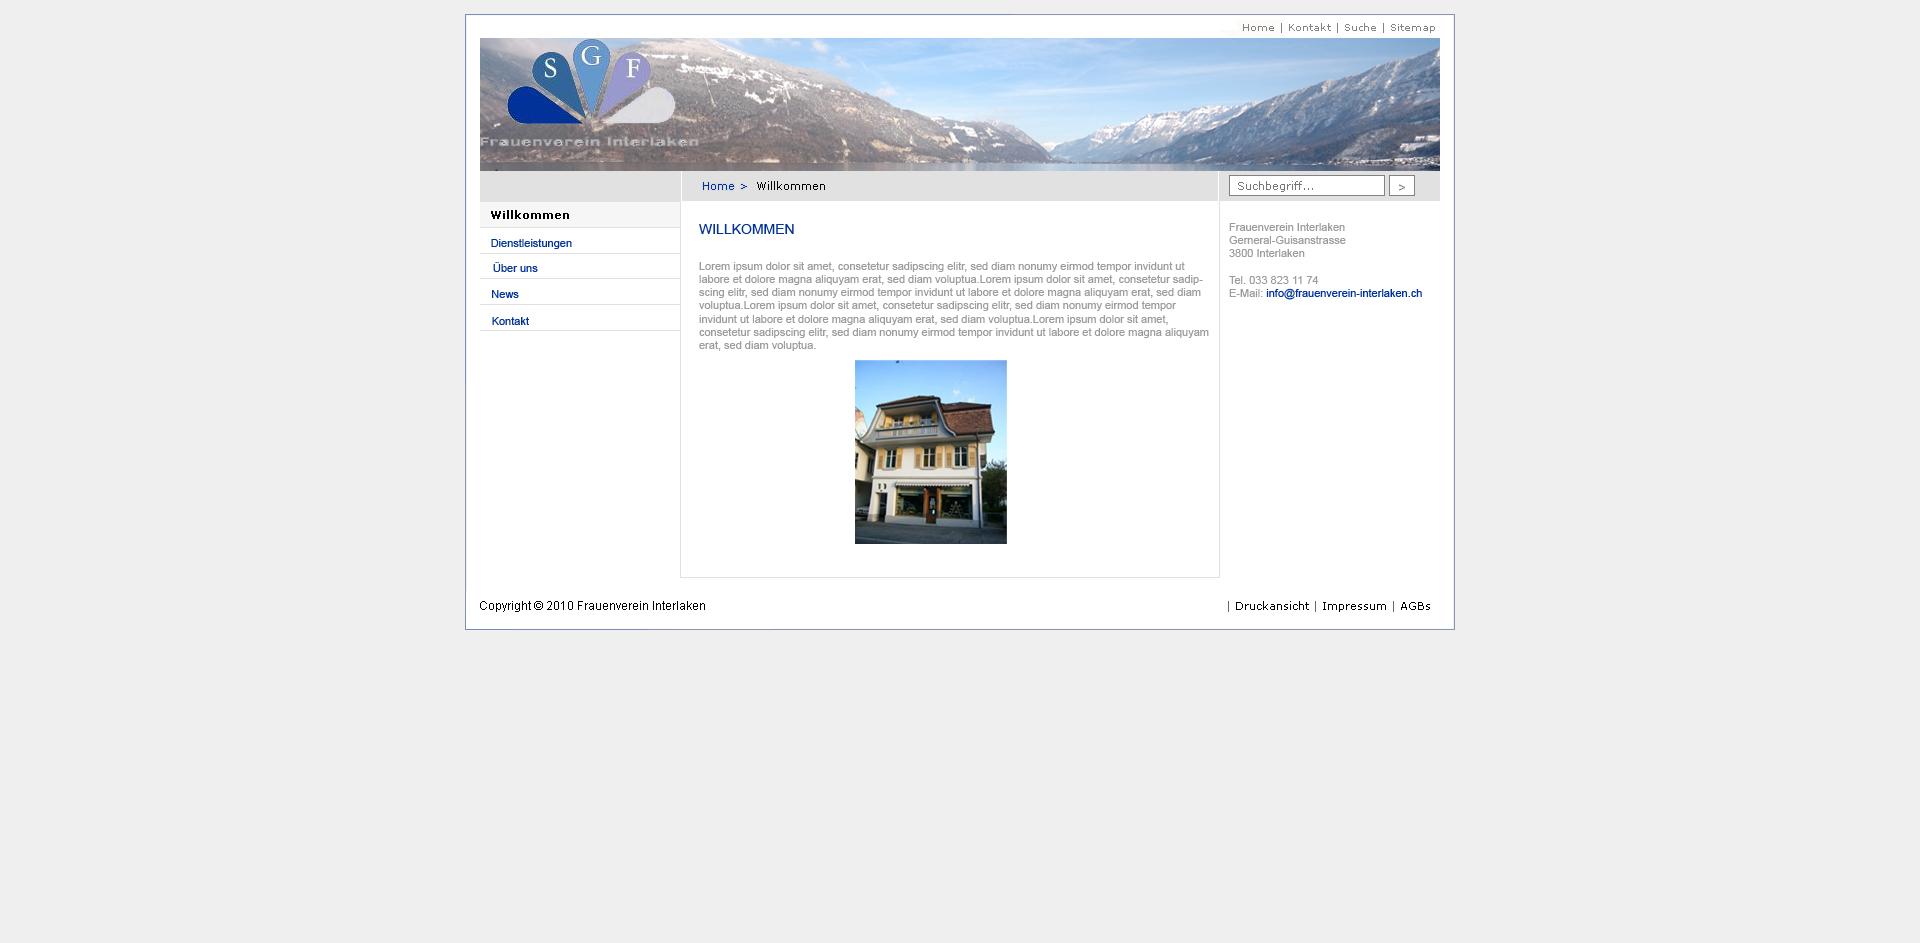 Home | Kontakt | Suche | Sitemap
S G F
Frauenverein Interlaken
Home > Willkommen
Suchbegriff... >
Willkommen
Dienstleistungen
Über uns
News
Kontakt
WILLKOMMEN
Lorem ipsum dolor sit amet, consetetur sadipscing elitr, sed diam nonumy eirmod tempor invidunt ut
labore et dolore magna aliquyam erat, sed diam voluptua.Lorem ipsum dolor sit amet, consetetur sadip-
scing elitr, sed diam nonumy eirmod tempor invidunt ut labore et dolore magna aliquyam erat, sed diam
voluptua.Lorem ipsum dolor sit amet, consetetur sadipscing elitr, sed diam nonumy eirmod tempor
invidunt ut labore et dolore magna aliquyam erat, sed diam voluptua.Lorem ipsum dolor sit amet,
consetetur sadipscing elitr, sed diam nonumy eirmod tempor invidunt ut labore et dolore magna aliquyam
erat, sed diam voluptua.
Frauenverein Interlaken
Gerneral-Guisanstrasse
3800 Interlaken
Tel. 033 823 11 74
E-Mail: info@frauenverein-interlaken.ch
Copyright © 2010 Frauenverein Interlaken
| Druckansicht | Impressum | AGBs